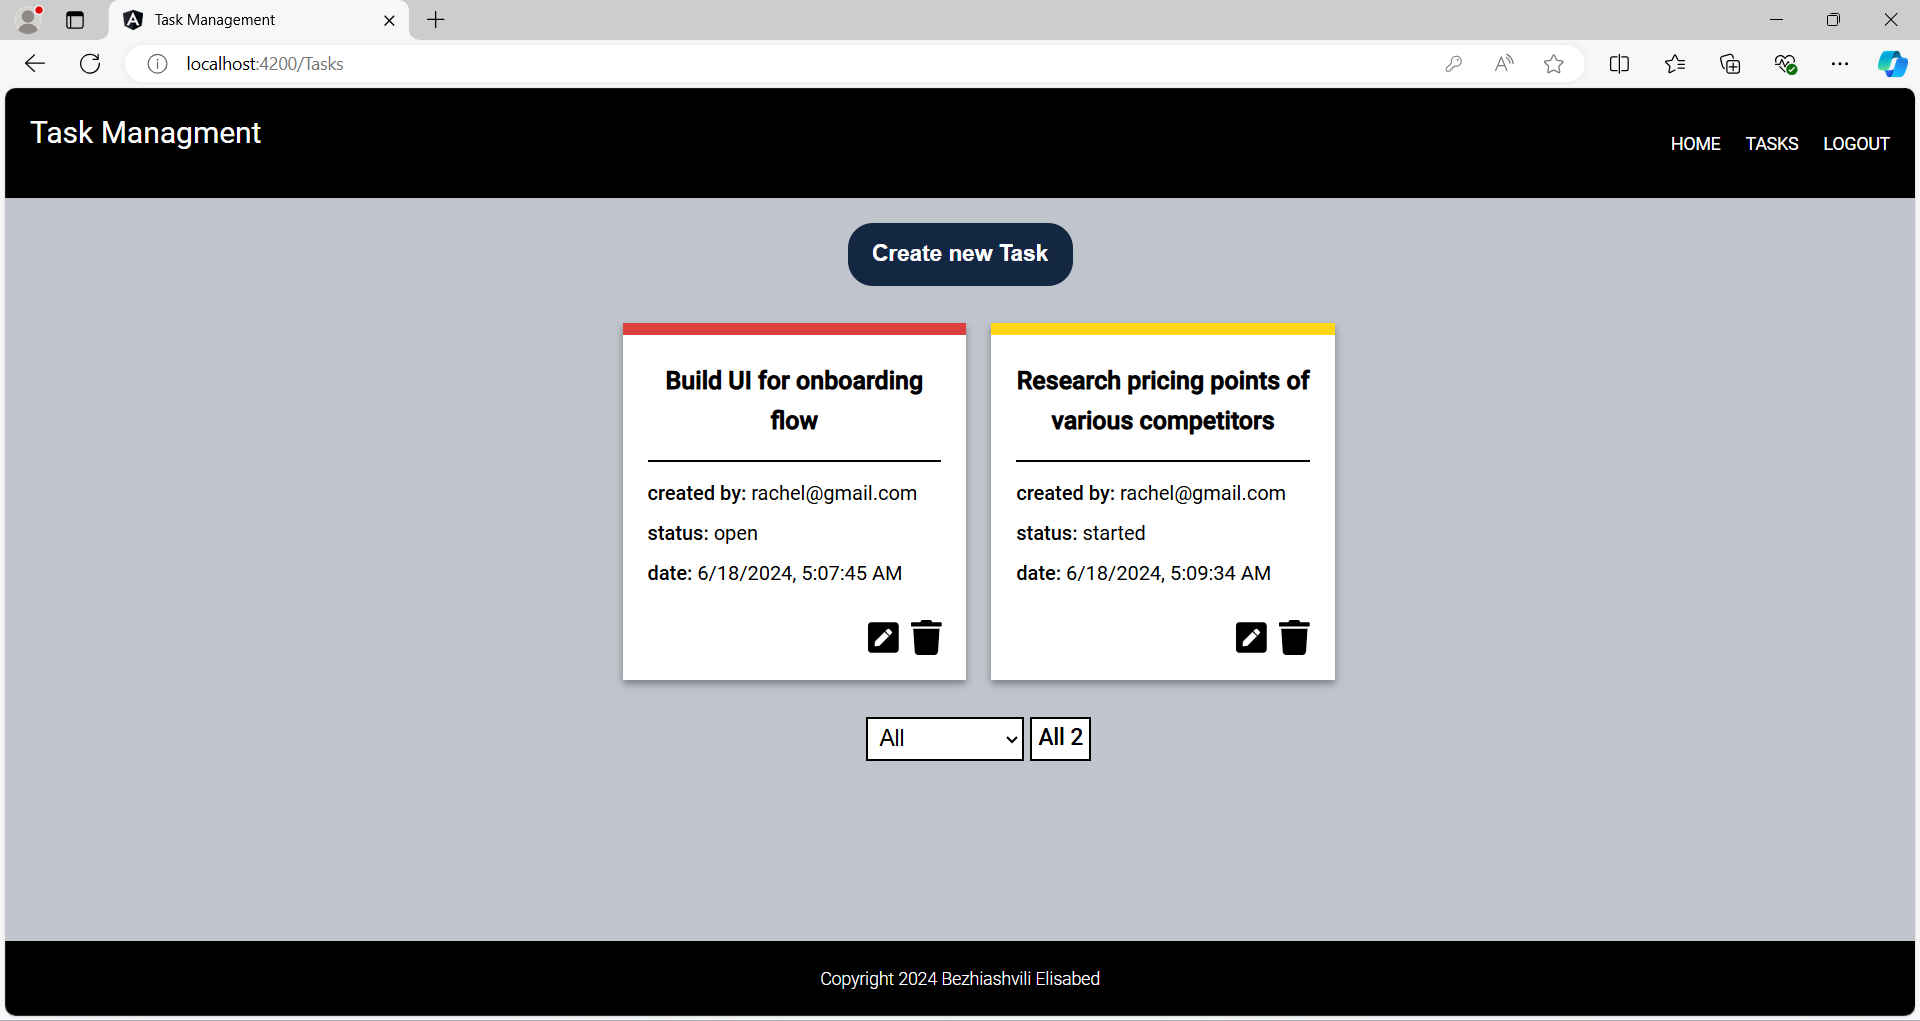 Task Management
localhost:4200/Tasks
Task Managment
HOME TASKS LOGOUT
Create new Task
Build UI for onboarding
flow
created by: rachel@gmail.com
status: open
date: 6/18/2024, 5:07:45 AM
Research pricing points of
various competitors
created by: rachel@gmail.com
status: started
date: 6/18/2024, 5:09:34 AM
All
All 2
Copyright 2024 Bezhiashvili Elisabed